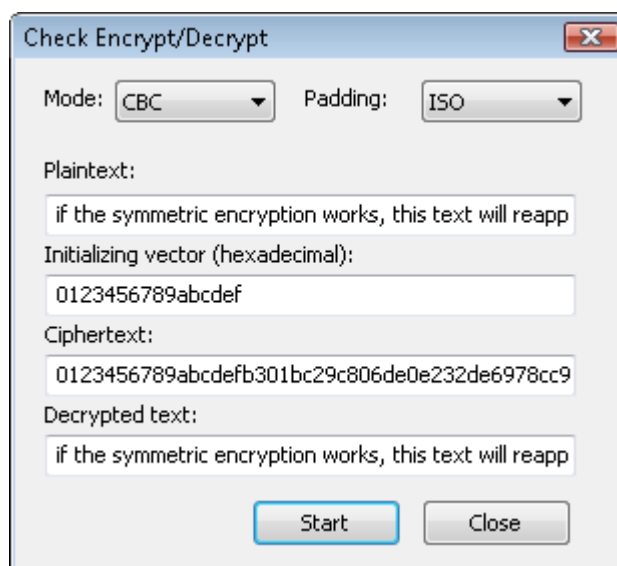 Check Encrypt/Decrypt
Mode: CBC Padding: ISO
Plaintext:
if the symmetric encryption works, this text will reapp
Initializing vector (hexadecimal):
0123456789abcdef
Ciphertext:
0123456789abcdefb301bc29c806de0e232de6978cc9
Decrypted text:
if the symmetric encryption works, this text will reapp
Start Close